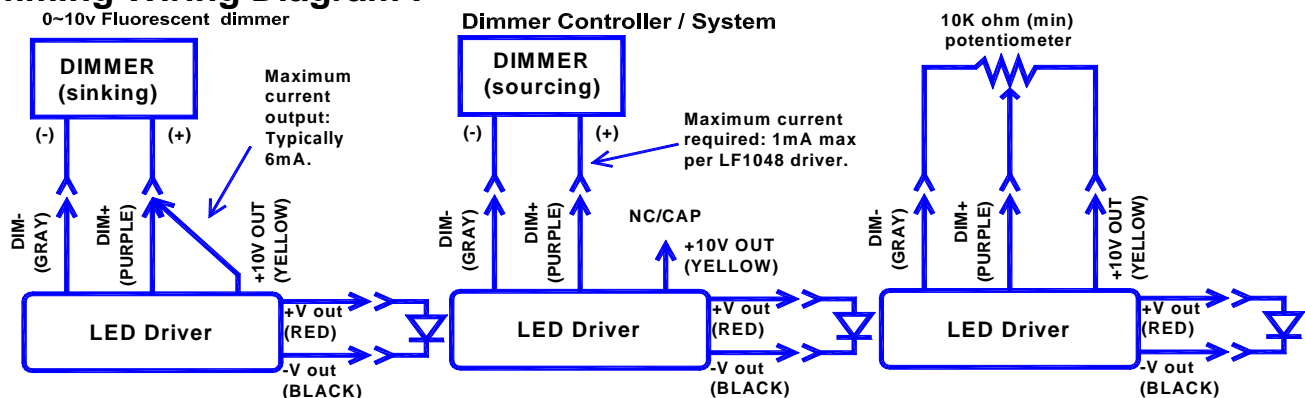 0~10v Fluorescent dimmer
DIMMER
(sinking)
(-)
(+)
Maximum
current
output:
Typically
6mA.
DIM-
(GRAY)
DIM+
(PURPLE)
+10V OUT
(YELLOW)
LED Driver
+V out
(RED)
-V out
(BLACK)
Dimmer Controller / System
DIMMER
(sourcing)
(-)
(+)
Maximum current
required: 1mA max
per LF1048 driver.
DIM-
(GRAY)
DIM+
(PURPLE)
NC/CAP
+10V OUT
(YELLOW)
LED Driver
+V out
(RED)
-V out
(BLACK)
10K ohm (min)
potentiometer
DIM-
(GRAY)
DIM+
(PURPLE)
+10V OUT
(YELLOW)
LED Driver
+V out
(RED)
-V out
(BLACK)